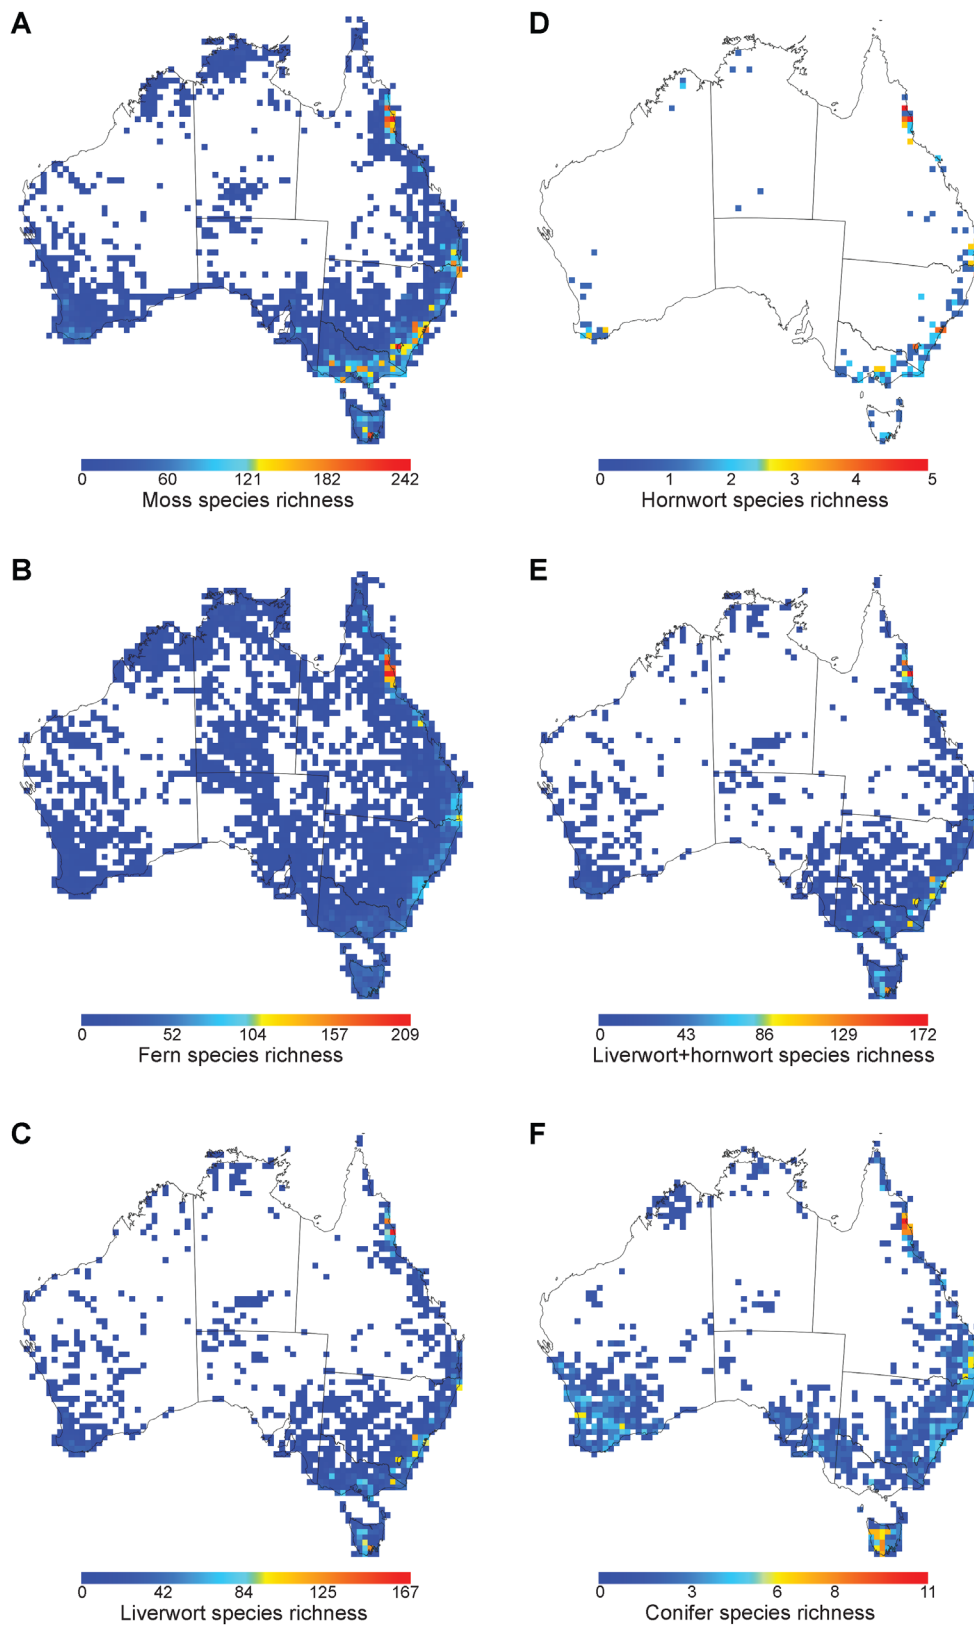 A
0 60 121 182 242
Moss species richness
D
0 1 2 3 4 5
Hornwort species richness
B
0 52 104 157 209
Fern species richness
E
0 43 86 129 172
Liverwort+hornwort species richness
C
0 42 84 125 167
Liverwort species richness
F
0 3 6 8 11
Conifer species richness